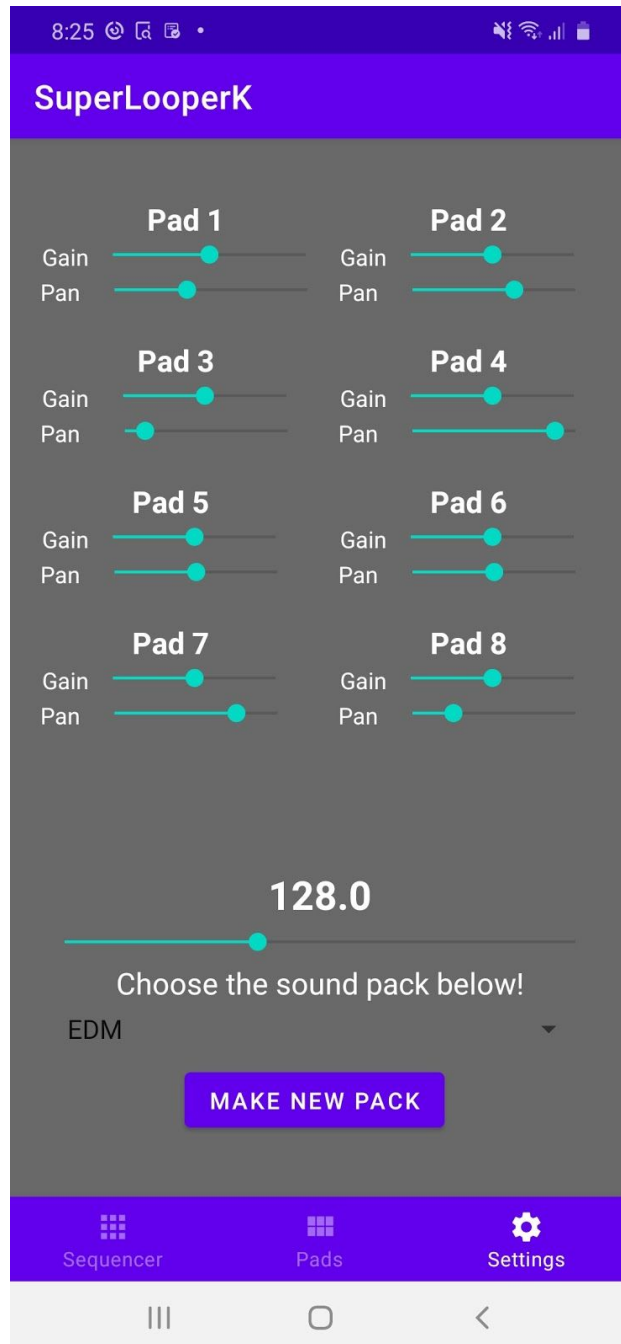 8:25
SuperLooperK
Pad 1 Pad 2
Gain Gain
Pan Pan
Pad 3 Pad 4
Gain Gain
Pan Pan
Pad 5 Pad 6
Gain Gain
Pan Pan
Pad 7 Pad 8
Gain Gain
Pan Pan
128.0
Choose the sound pack below!
EDM
MAKE NEW PACK
Sequencer Pads Settings